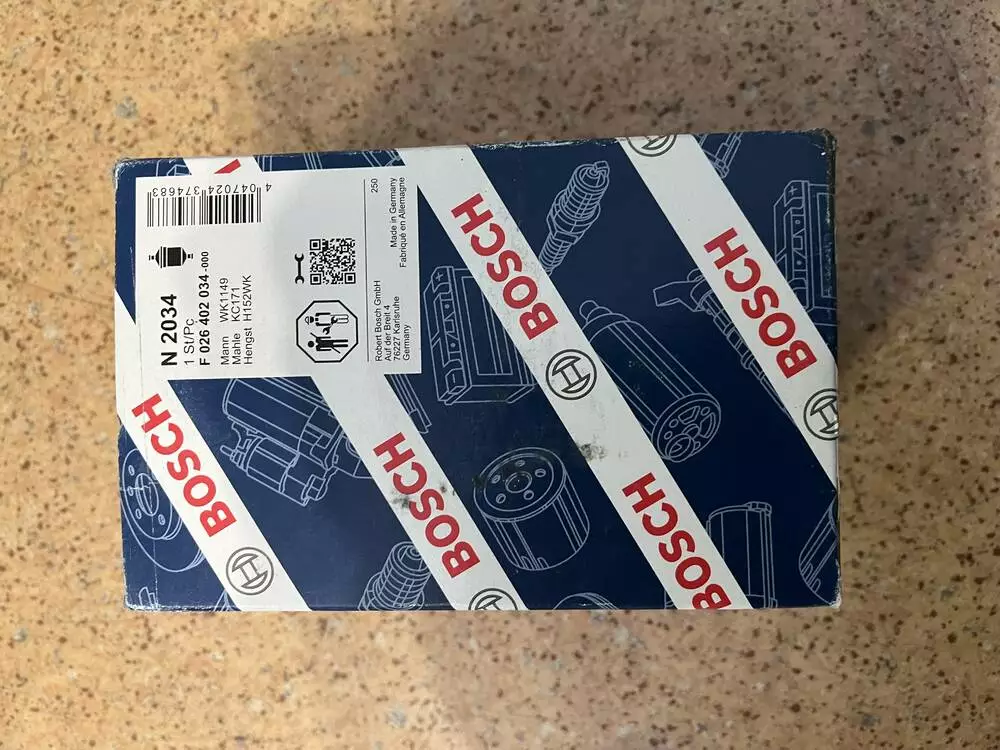 4 047024 374683
N 2034
1 St/Pc
F 026 402 034-000
Mann WK1149
Mahle KC171
Hengst H152WK
Robert Bosch GmbH
Auf der Breit 4
76227 Karlsruhe
Germany
250
Made in Germany
Fabriqué en Allemagne
BOSCH
BOSCH
BOSCH
BOSCH
BOSCH